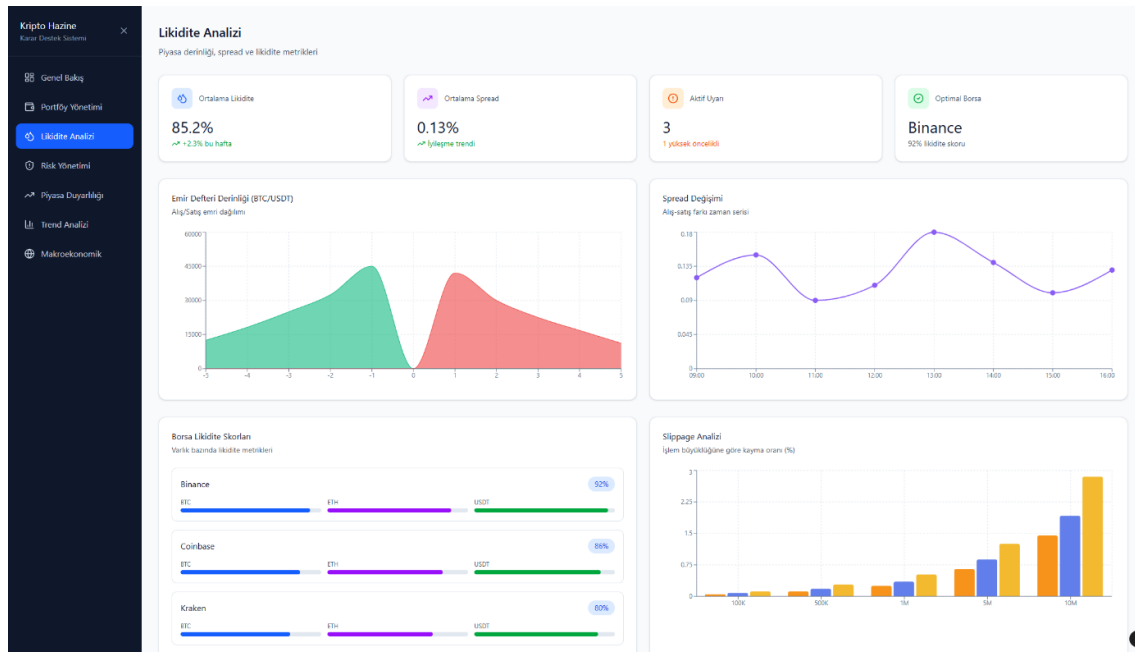 Kripto Hazine
Karar Destek Sistemi
Genel Bakış
Portföy Yönetimi
Likidite Analizi
Risk Yönetimi
Piyasa Duyarlılığı
Trend Analizi
Makroekonomik
Likidite Analizi
Piyasa derinliği, spread ve likidite metrikleri
Ortalama Likidite
85.2%
+2.3% bu hafta
Ortalama Spread
0.13%
İyileşme trendi
Aktif Uyarı
3
1 yüksek öncelikli
Optimal Borsa
Binance
92% likidite skoru
Emir Defteri Derinliği (BTC/USDT)
Alış/Satış emri dağılımı
60000
45000
30000
15000
0
-5 -4 -3 -2 -1 0 1 2 3 4 5
Spread Değişimi
Alış-satış farkı zaman serisi
0.18
0.135
0.09
0.045
0
09:00 10:00 11:00 12:00 13:00 14:00 15:00 16:00
Borsa Likidite Skorları
Varlık bazında likidite metrikleri
Binance 92%
BTC ETH USDT
Coinbase 86%
BTC ETH USDT
Kraken 80%
BTC ETH USDT
Slippage Analizi
İşlem büyüklüğüne göre kayma oranı (%)
3
2.25
1.5
0.75
0
100K 500K 1M 5M 10M